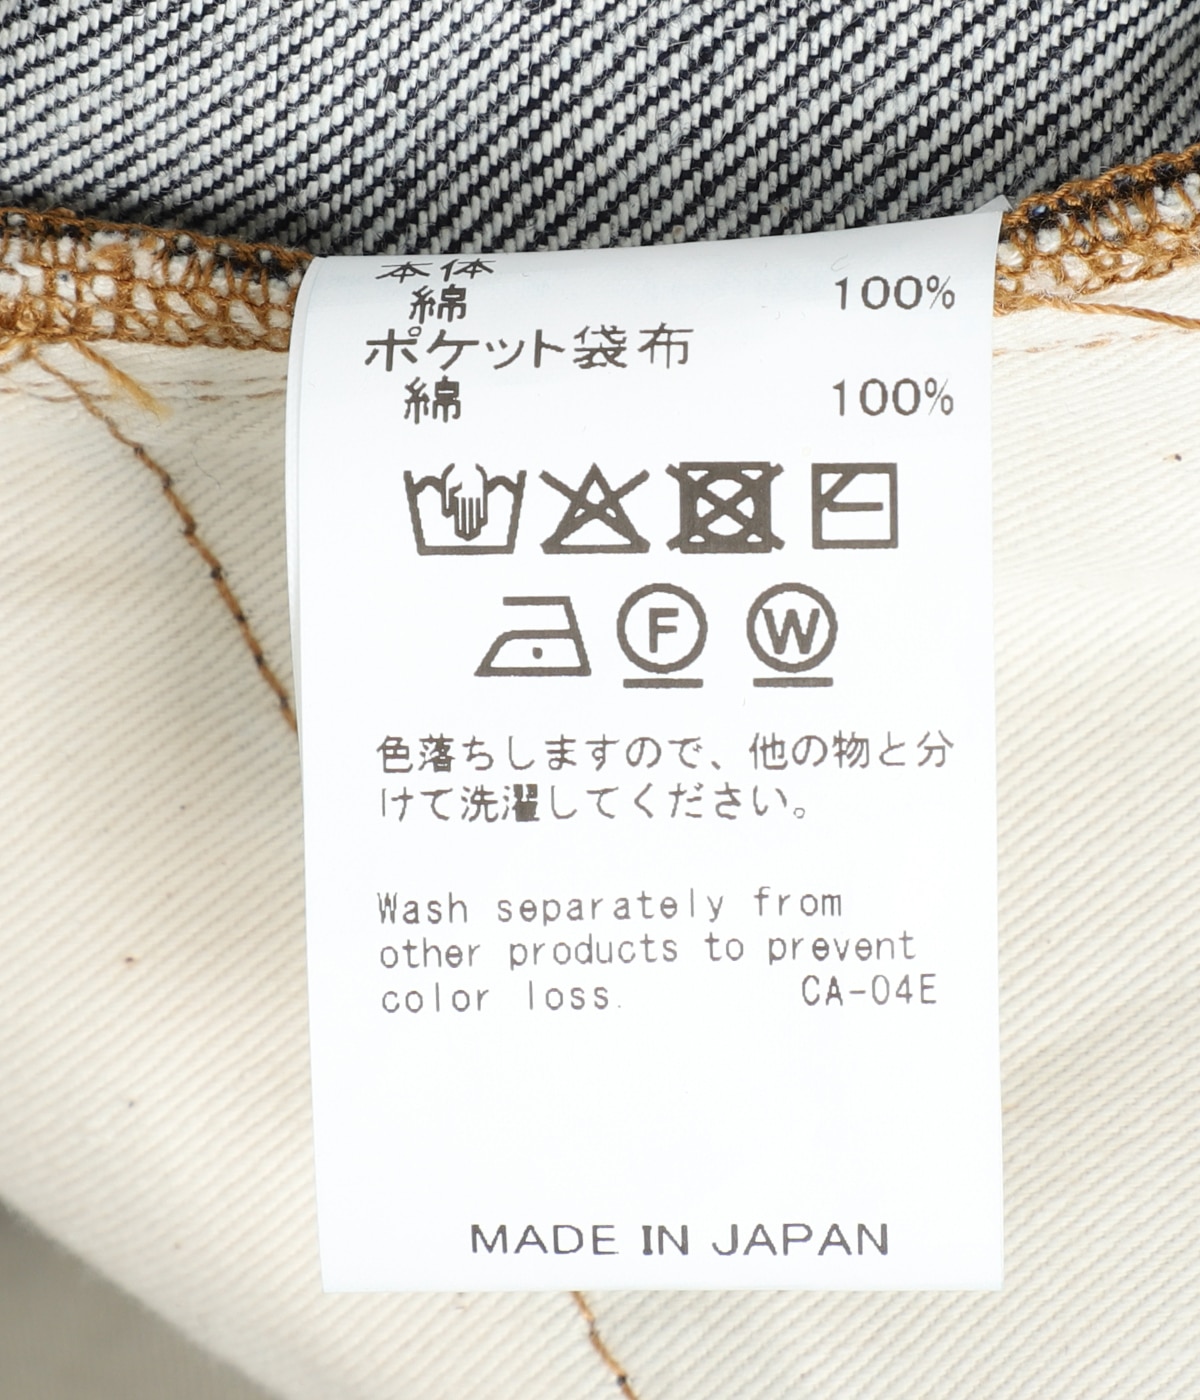 本体
綿 100%
ポケット袋布
綿 100%
F W
色落ちしますので、他の物と分
けて洗濯してください。
Wash separately from
other products to prevent
color loss. CA-04E
MADE IN JAPAN